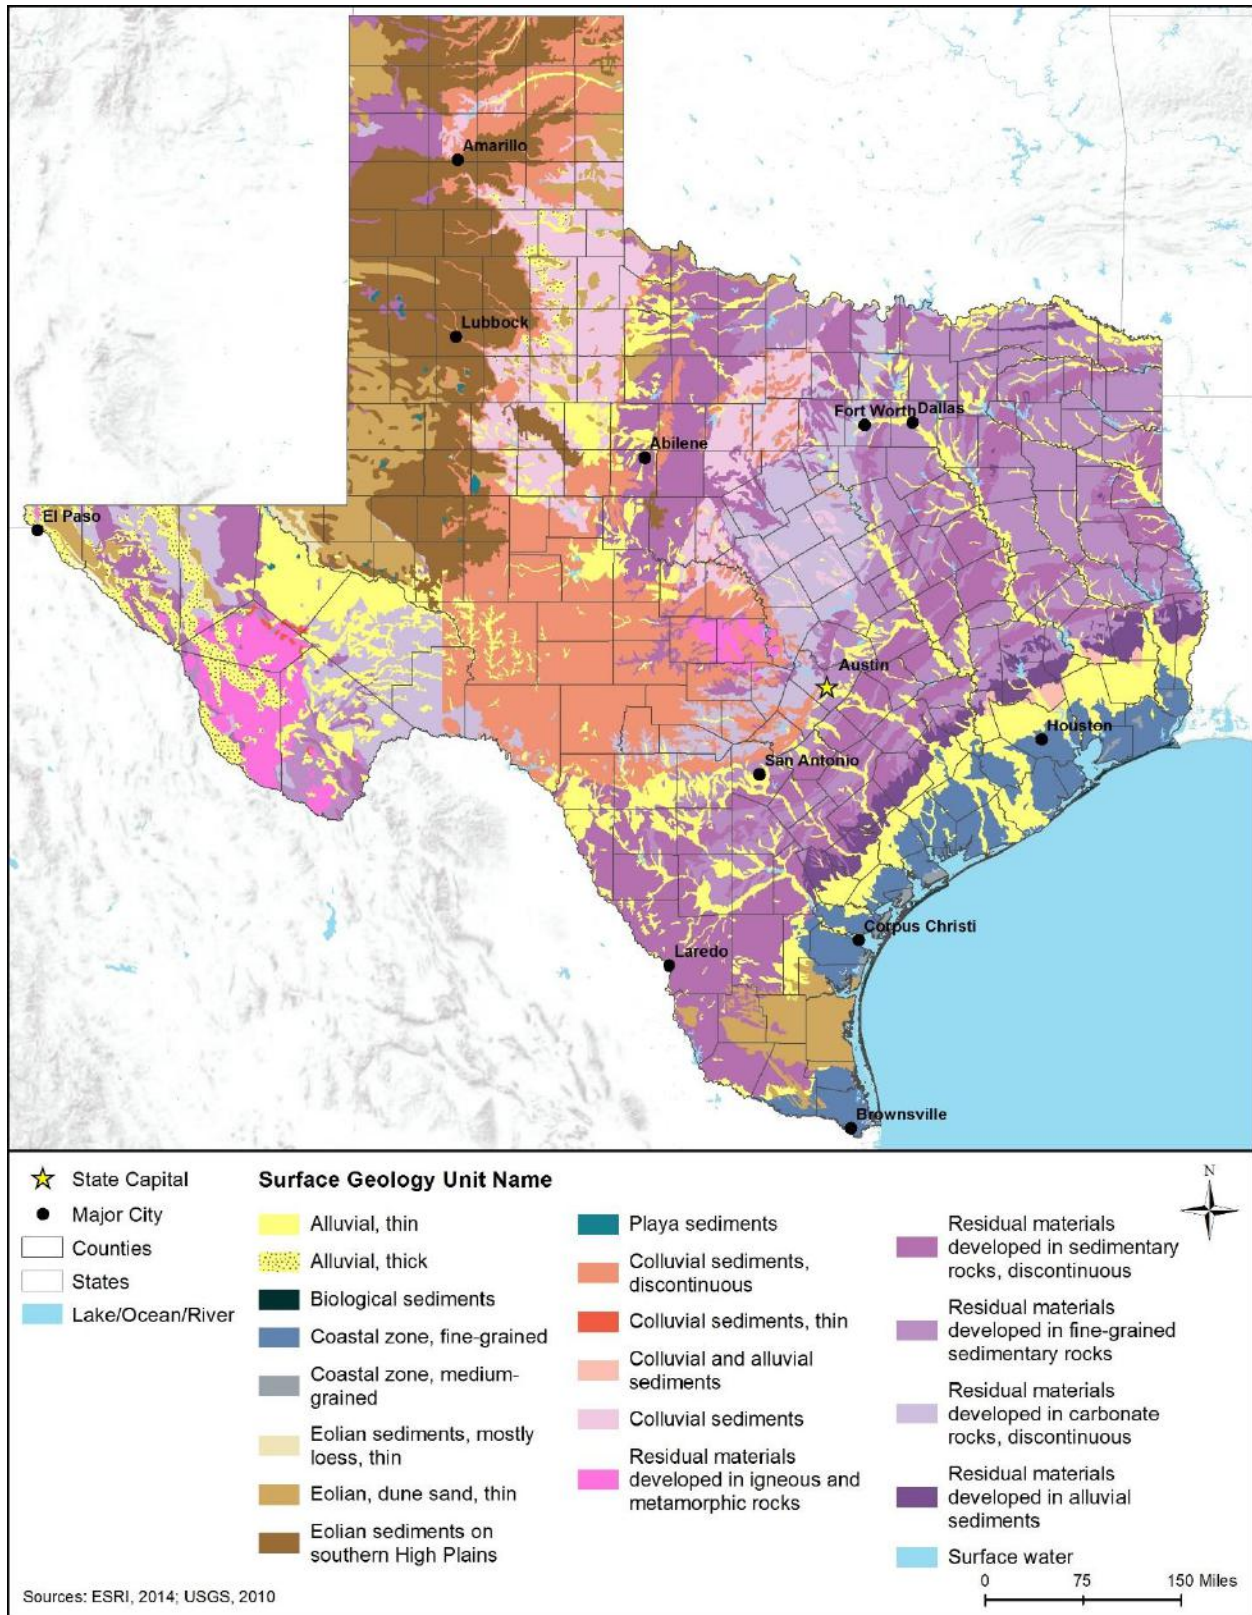 Amarillo
Lubbock
Fort Worth
Dallas
Abilene
El Paso
Austin
Houston
San Antonio
Corpus Christi
Laredo
Brownsville
State Capital
Major City
Counties
States
Lake/Ocean/River
Surface Geology Unit Name
Alluvial, thin
Alluvial, thick
Biological sediments
Coastal zone, fine-grained
Coastal zone, medium-
grained
Eolian sediments, mostly
loess, thin
Eolian, dune sand, thin
Eolian sediments on
southern High Plains
Playa sediments
Colluvial sediments,
discontinuous
Colluvial sediments, thin
Colluvial and alluvial
sediments
Colluvial sediments
Residual materials
developed in igneous and
metamorphic rocks
Residual materials
developed in sedimentary
rocks, discontinuous
Residual materials
developed in fine-grained
sedimentary rocks
Residual materials
developed in carbonate
rocks, discontinuous
Residual materials
developed in alluvial
sediments
Surface water
N
0 75 150 Miles
Sources: ESRI, 2014; USGS, 2010